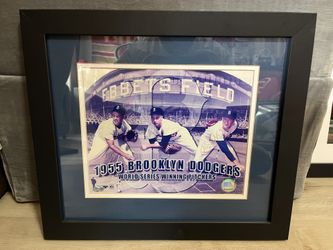 EBBETS FIELD
1955 BROOKLYN DODGERS
WORLD SERIES WINNING PITCHERS